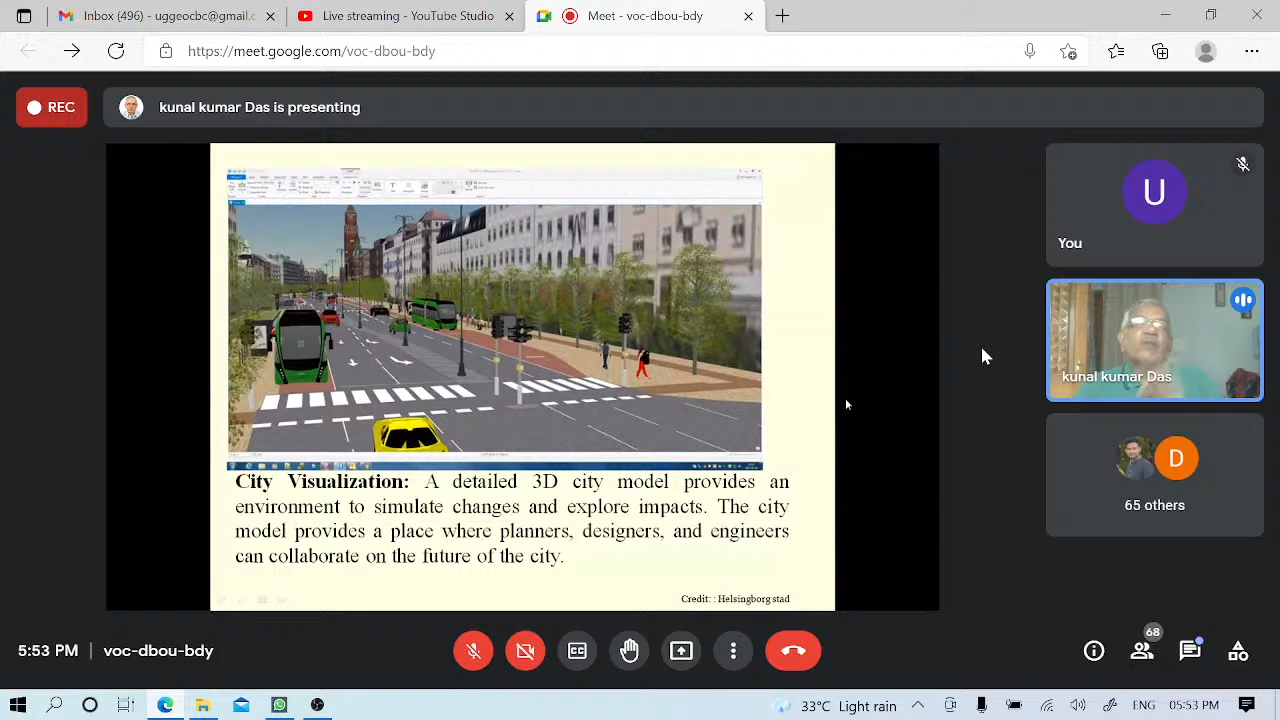 Inbox (496) - uggeocbc@gmail.c
Live streaming - YouTube Studio
Meet - voc-dbou-bdy
https://meet.google.com/voc-dbou-bdy
REC
kunal kumar Das is presenting
U
You
kunal kumar Das
D
65 others
City Visualization: A detailed 3D city model provides an
environment to simulate changes and explore impacts. The city
model provides a place where planners, designers, and engineers
can collaborate on the future of the city.
Credit: : Helsingborg stad
5:53 PM | voc-dbou-bdy
68
33°C Light rain
ENG
05:53 PM